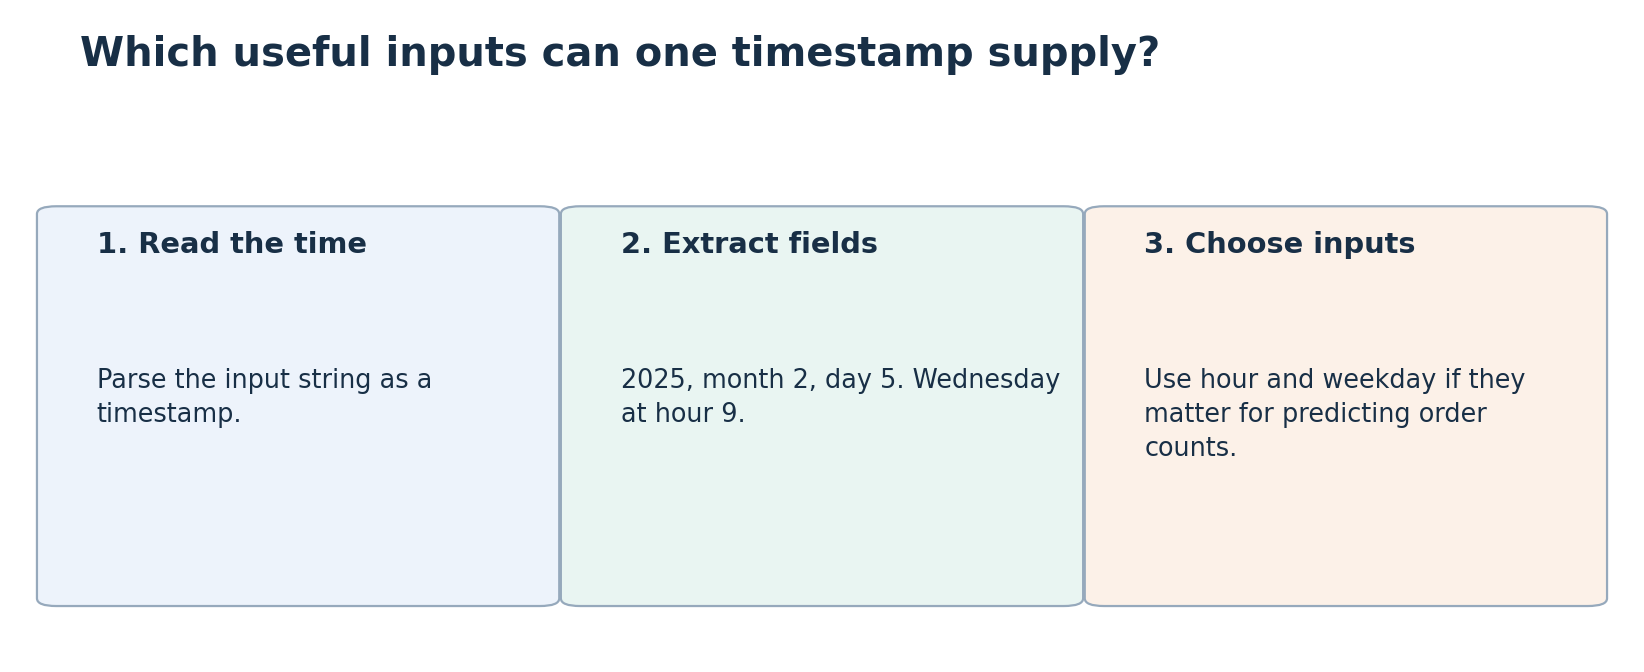 Which useful inputs can one timestamp supply?
1. Read the time
Parse the input string as a
timestamp.
2. Extract fields
2025, month 2, day 5. Wednesday
at hour 9.
3. Choose inputs
Use hour and weekday if they
matter for predicting order
counts.